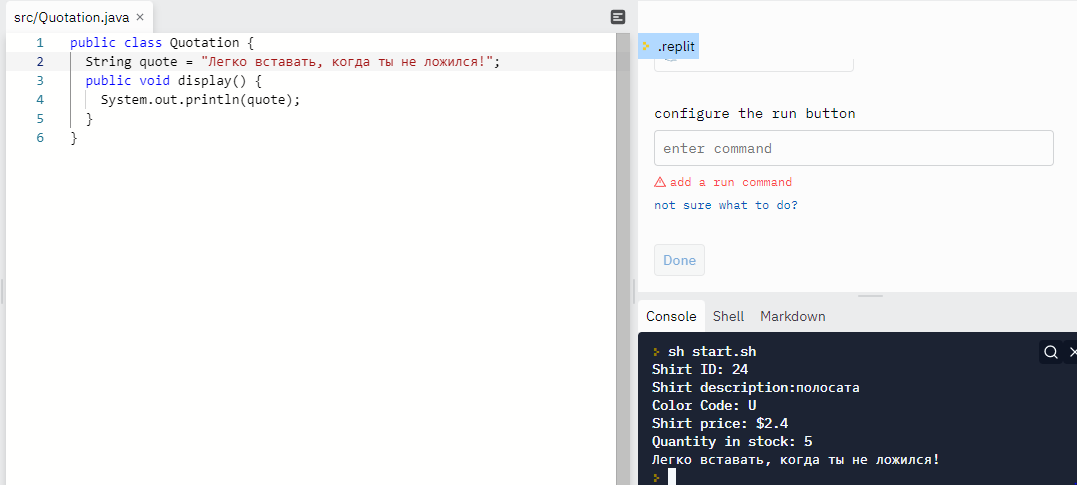 src/Quotation.java ×
1 public class Quotation {
2 String quote = "Легко вставать, когда ты не ложился!";
3 public void display() {
4 System.out.println(quote);
5 }
6 }
.replit
configure the run button
enter command
add a run command
not sure what to do?
Done
Console Shell Markdown
sh start.sh
Shirt ID: 24
Shirt description:полосата
Color Code: U
Shirt price: $2.4
Quantity in stock: 5
Легко вставать, когда ты не ложился!